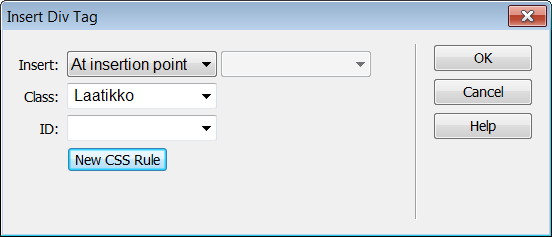 Insert Div Tag
Insert: At insertion point
OK
Class: Laatikko
Cancel
ID:
Help
New CSS Rule